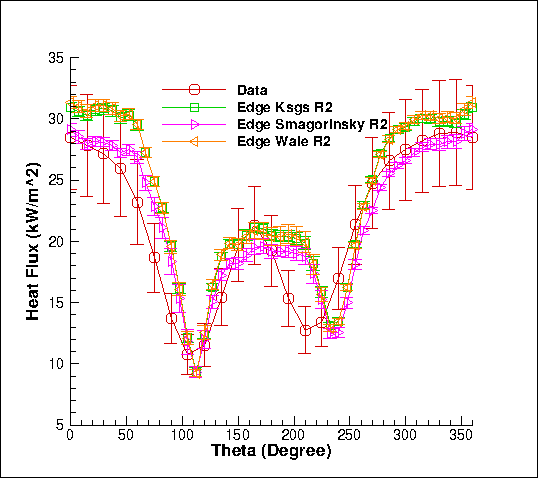 35
30
25
20
15
10
5
Heat Flux (kW/m^2)
Data
Edge Ksgs R2
Edge Smagorinsky R2
Edge Wale R2
0 50 100 150 200 250 300 350
Theta (Degree)